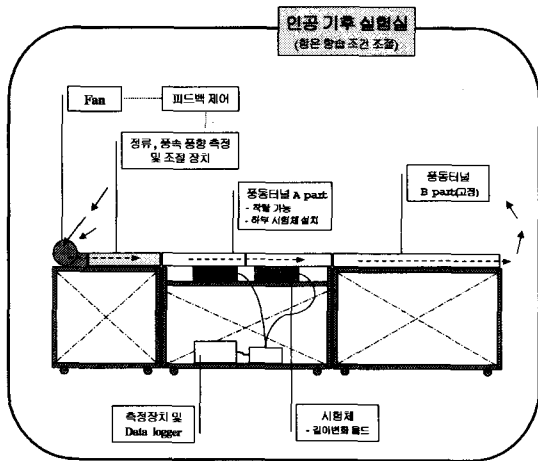 인공 기후 실험실
(항온 항습 조건 조절)
Fan
피드백 제어
정류, 풍속 풍향 측정
및 조절 장치
풍동터널 A part
- 착탈 가능
- 하부 시험체 설치
풍동터널
B part(고정)
측정장치 및
Data logger
시험체
- 길이변화 몰드